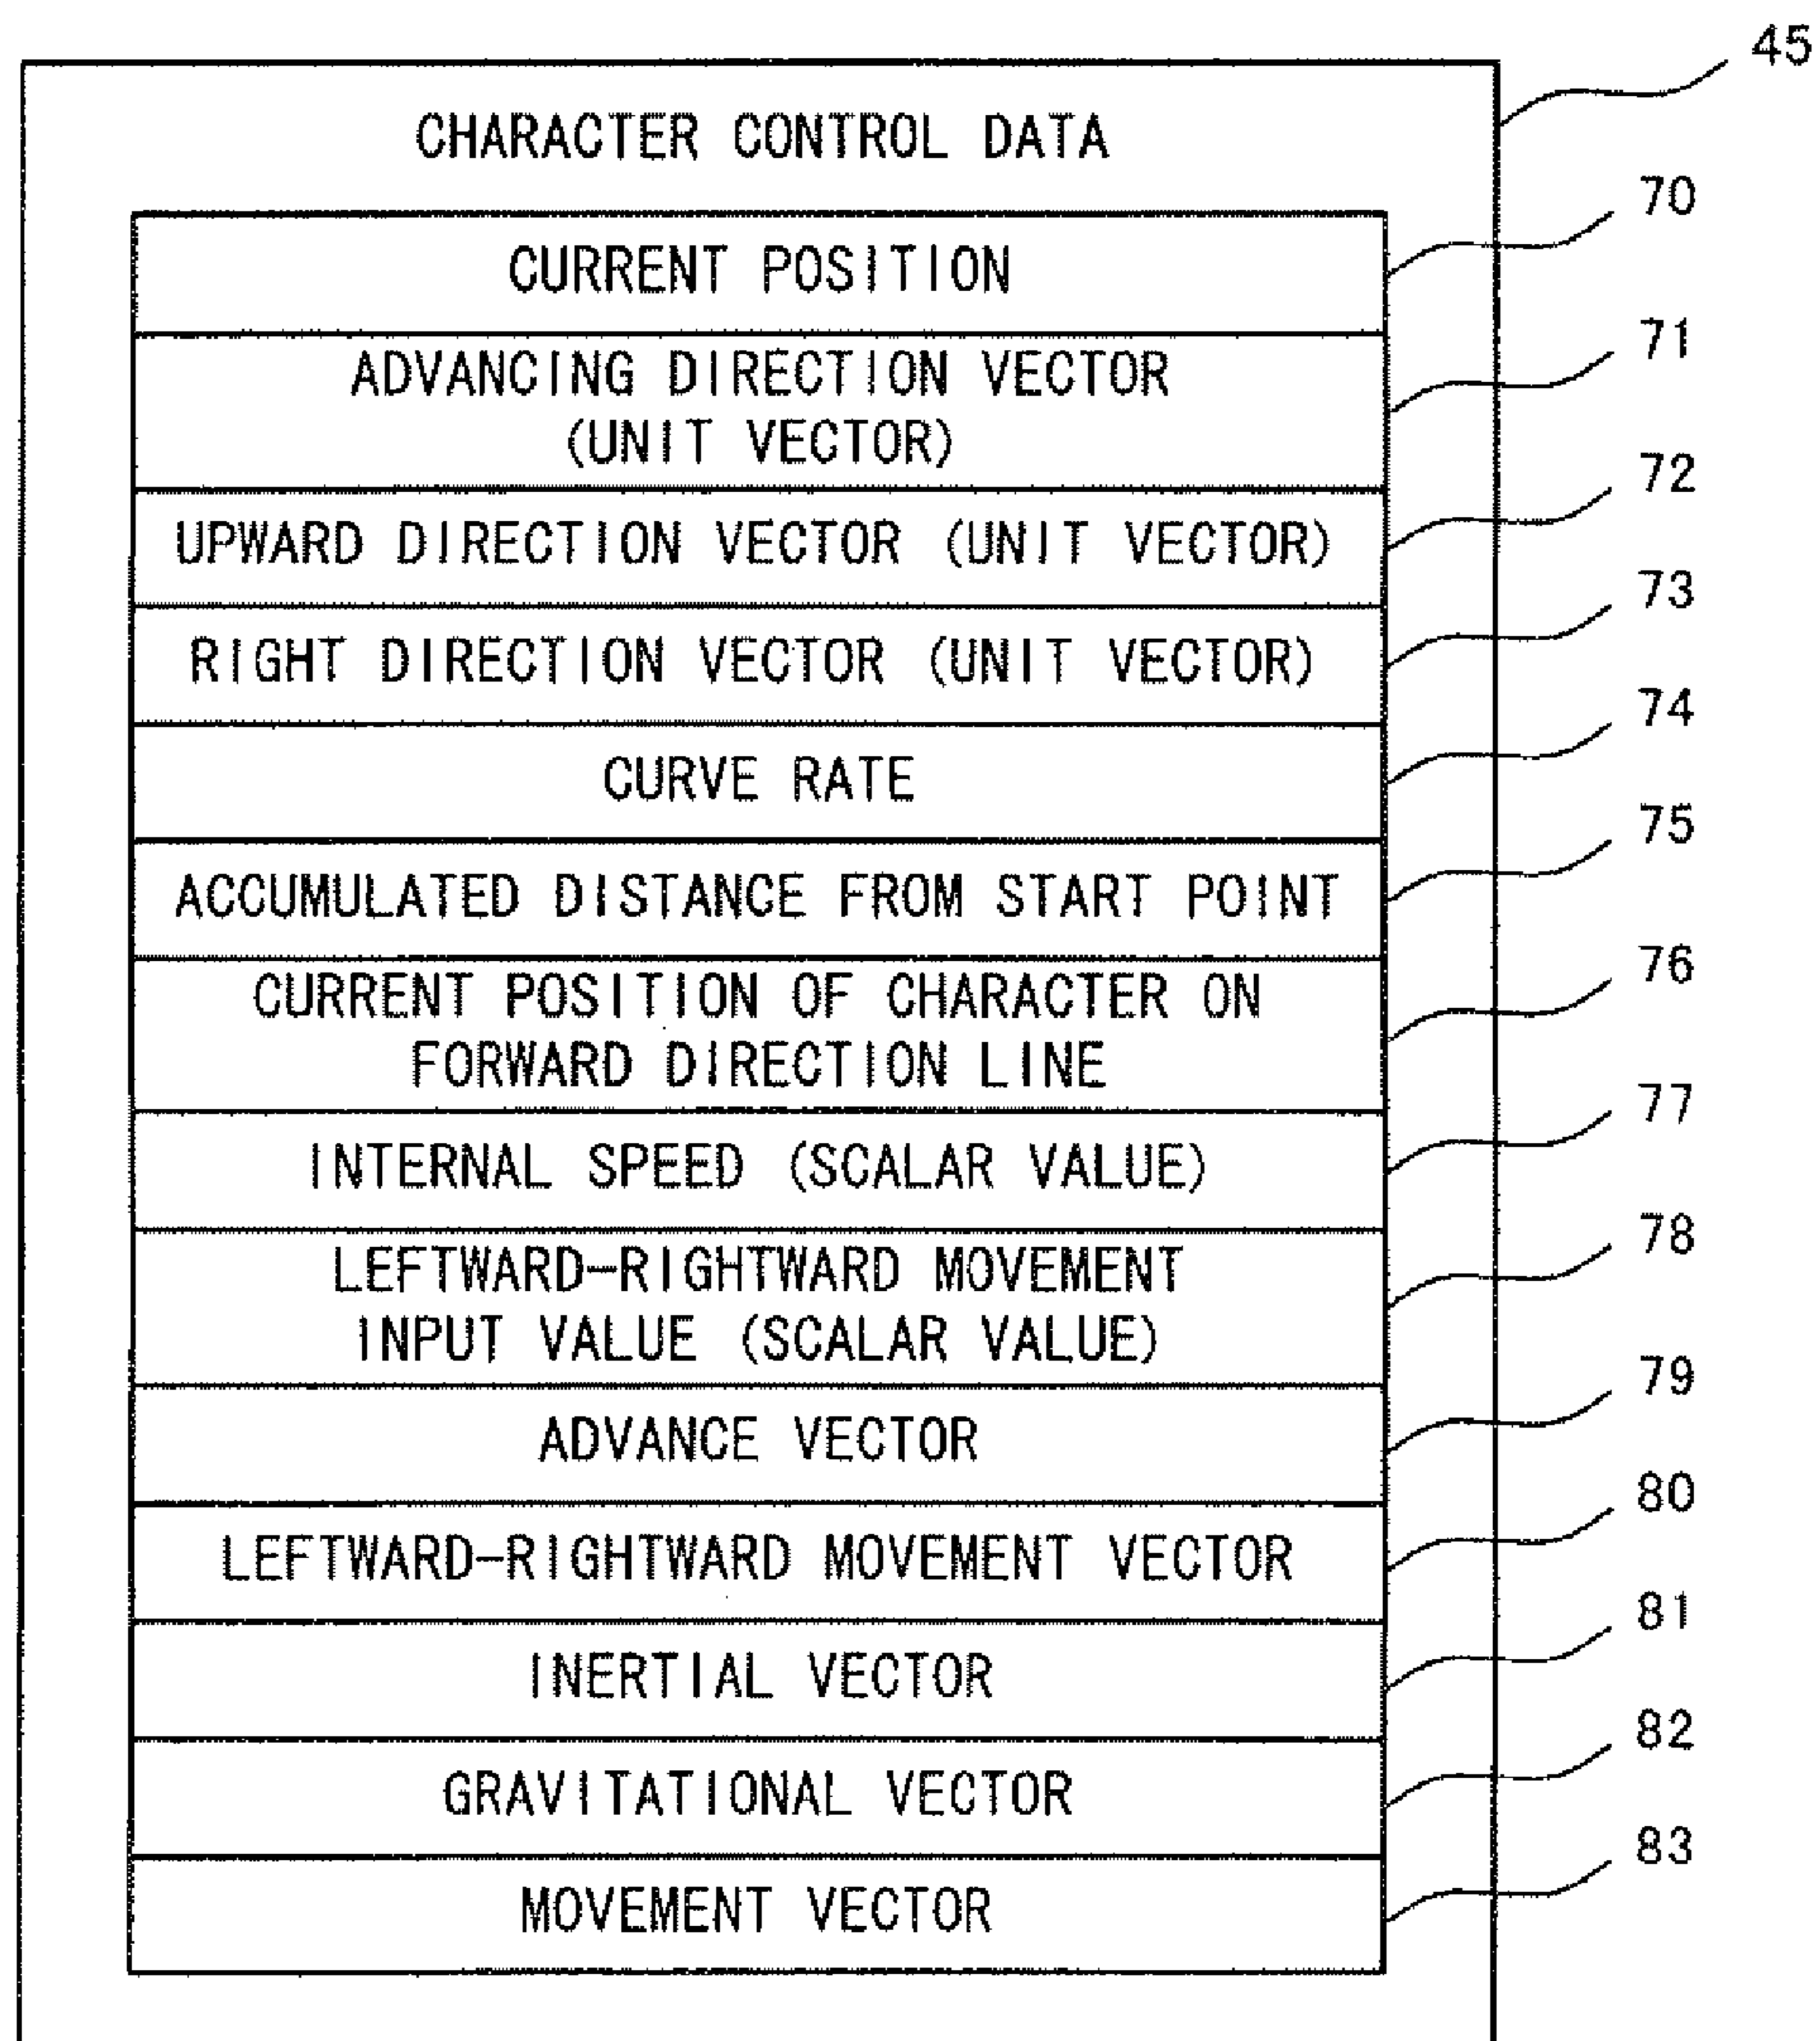 45
CHARACTER CONTROL DATA
70
CURRENT POSITION
71
ADVANCING DIRECTION VECTOR
(UNIT VECTOR)
72
UPWARD DIRECTION VECTOR (UNIT VECTOR)
73
RIGHT DIRECTION VECTOR (UNIT VECTOR)
74
CURVE RATE
75
ACCUMULATED DISTANCE FROM START POINT
76
CURRENT POSITION OF CHARACTER ON
FORWARD DIRECTION LINE
77
INTERNAL SPEED (SCALAR VALUE)
78
LEFTWARD-RIGHTWARD MOVEMENT
INPUT VALUE (SCALAR VALUE)
79
ADVANCE VECTOR
80
LEFTWARD-RIGHTWARD MOVEMENT VECTOR
81
INERTIAL VECTOR
82
GRAVITATIONAL VECTOR
83
MOVEMENT VECTOR